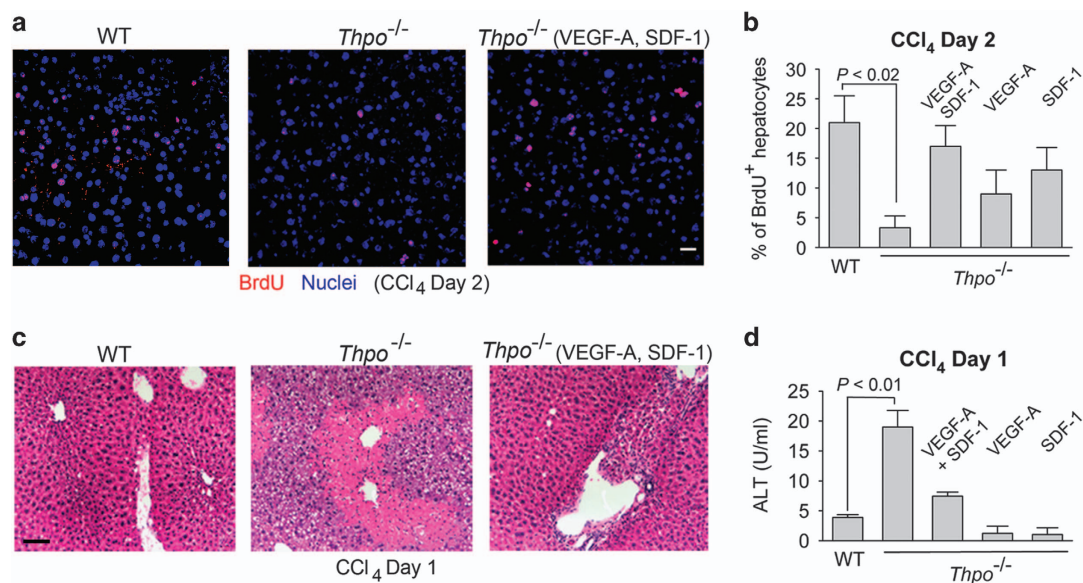 a
WT
Thpo⁻/⁻
Thpo⁻/⁻ (VEGF-A, SDF-1)
BrdU Nuclei (CCl₄ Day 2)
b
CCl₄ Day 2
P < 0.02
VEGF-A
SDF-1
VEGF-A
SDF-1
% of BrdU⁺ hepatocytes
30
25
20
15
10
5
0
WT
Thpo⁻/⁻
c
WT
Thpo⁻/⁻
Thpo⁻/⁻ (VEGF-A, SDF-1)
CCl₄ Day 1
d
CCl₄ Day 1
P < 0.01
VEGF-A
+ SDF-1
VEGF-A
SDF-1
ALT (U/ml)
25
20
15
10
5
0
WT
Thpo⁻/⁻